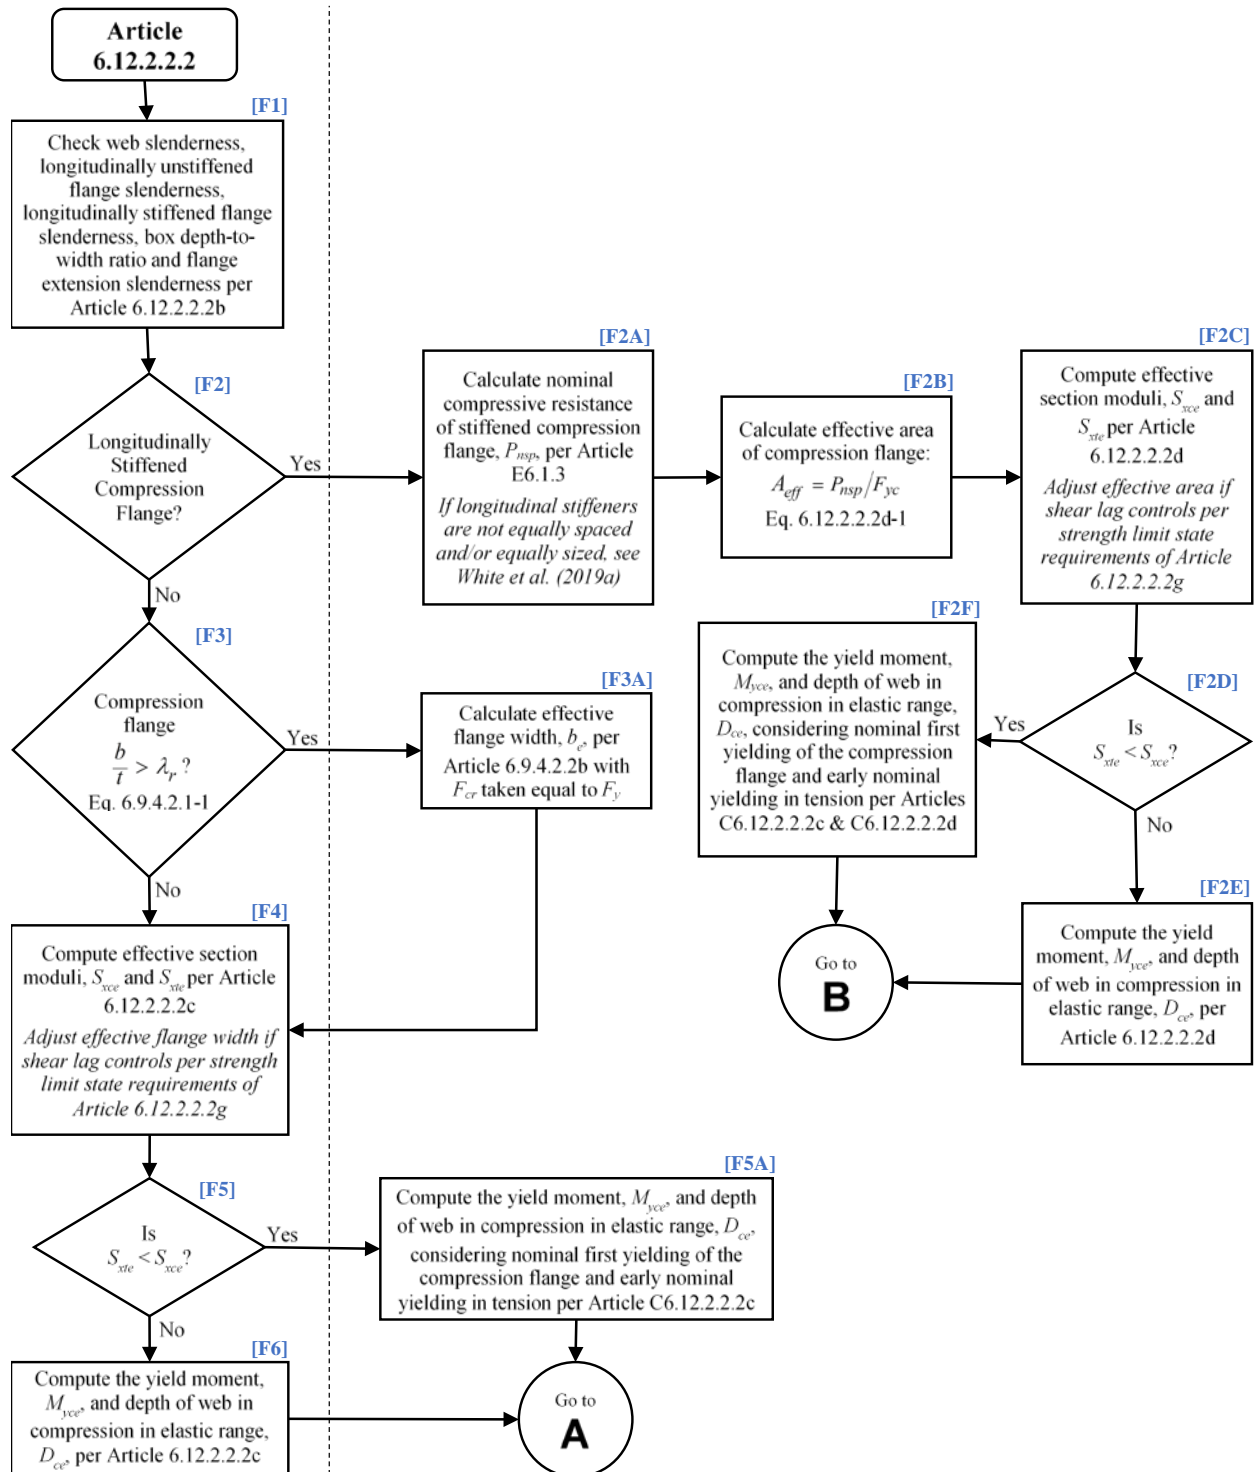 Article
6.12.2.2.2
[F1]
Check web slenderness,
longitudinally unstiffened
flange slenderness,
longitudinally stiffened flange
slenderness, box depth-to-
width ratio and flange
extension slenderness per
Article 6.12.2.2.2b
[F2]
Longitudinally
Stiffened
Compression
Flange?
Yes
No
[F2A]
Calculate nominal
compressive resistance
of stiffened compression
flange, Pnsp, per Article
E6.1.3
If longitudinal stiffeners
are not equally spaced
and/or equally sized, see
White et al. (2019a)
[F2B]
Calculate effective area
of compression flange:
Aeff = Pnsp/Fyc
Eq. 6.12.2.2.2d-1
[F2C]
Compute effective
section moduli, Sxce and
Sxte per Article
6.12.2.2.2d
Adjust effective area if
shear lag controls per
strength limit state
requirements of Article
6.12.2.2.2g
[F2D]
Is
Sxte < Sxce?
Yes
No
[F2F]
Compute the yield moment,
Myce, and depth of web in
compression in elastic range,
Dce, considering nominal first
yielding of the compression
flange and early nominal
yielding in tension per Articles
C6.12.2.2.2c & C6.12.2.2.2d
[F2E]
Compute the yield
moment, Myce, and depth
of web in compression in
elastic range, Dce, per
Article 6.12.2.2.2d
Go to
B
[F3]
Compression
flange
b/t > λr ?
Eq. 6.9.4.2.1-1
Yes
No
[F3A]
Calculate effective
flange width, be, per
Article 6.9.4.2.2b with
Fcr taken equal to Fy
[F4]
Compute effective section
moduli, Sxce and Sxte per Article
6.12.2.2.2c
Adjust effective flange width if
shear lag controls per strength
limit state requirements of
Article 6.12.2.2.2g
[F5]
Is
Sxte < Sxce?
Yes
No
[F5A]
Compute the yield moment, Myce, and depth
of web in compression in elastic range, Dce,
considering nominal first yielding of the
compression flange and early nominal
yielding in tension per Article C6.12.2.2.2c
[F6]
Compute the yield moment,
Myce, and depth of web in
compression in elastic range,
Dce, per Article 6.12.2.2.2c
Go to
A